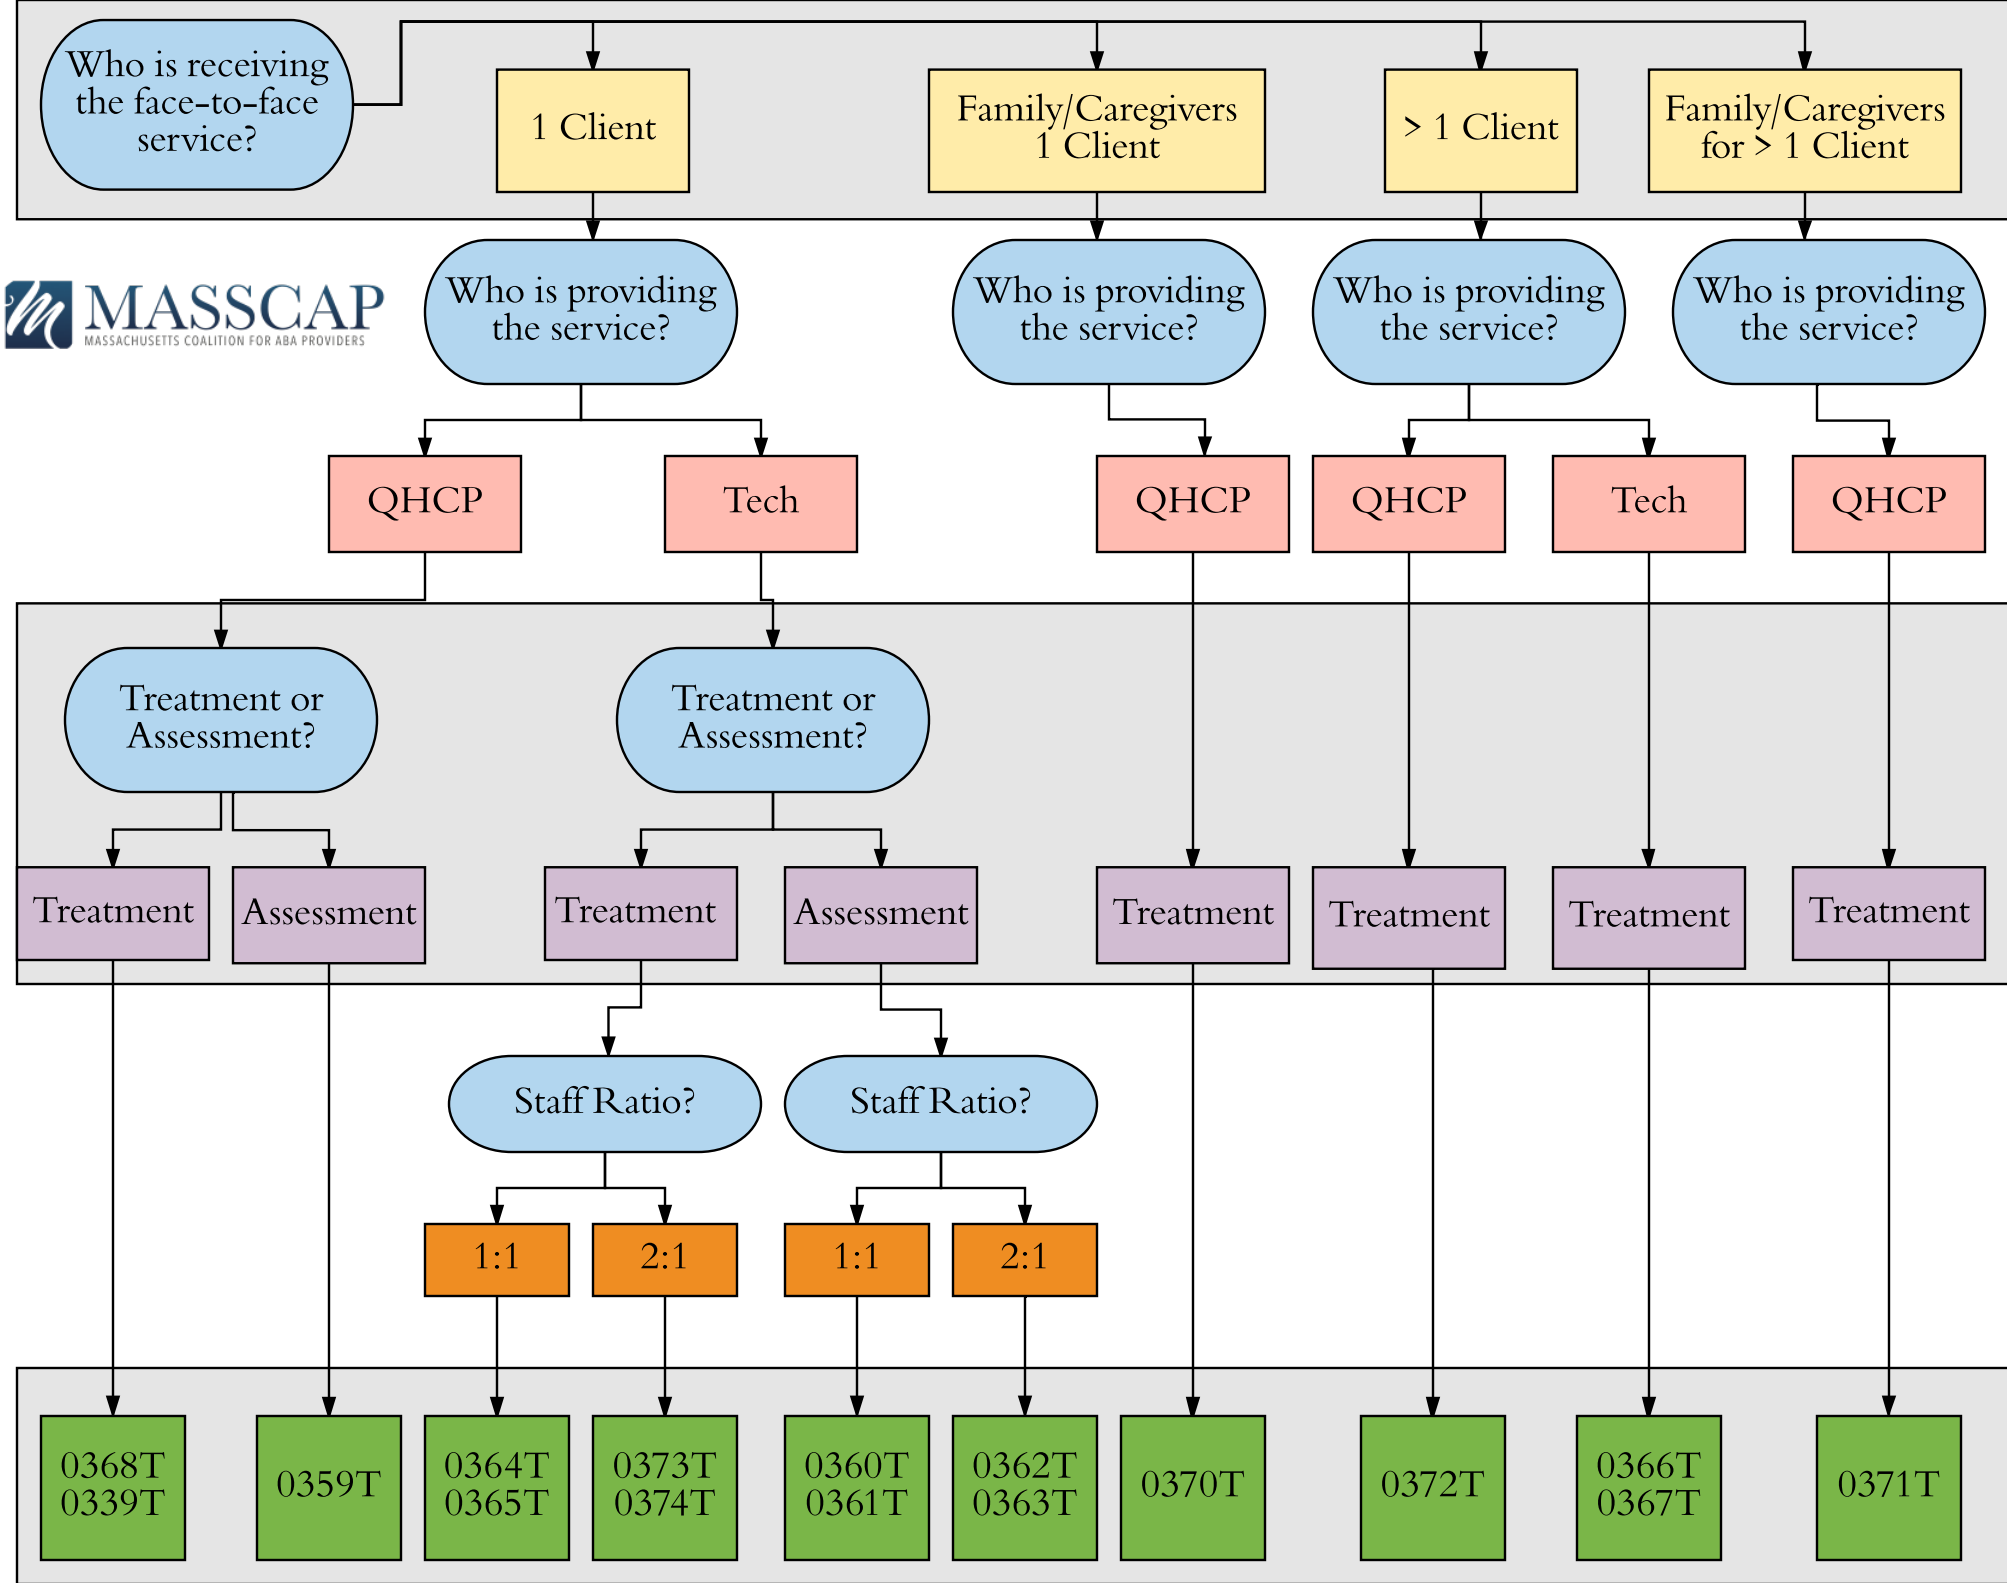 Who is receiving
the face-to-face
service?
1 Client
Family/Caregivers
1 Client
> 1 Client
Family/Caregivers
for > 1 Client
MASSCAP
MASSACHUSETTS COALITION FOR ABA PROVIDERS
Who is providing
the service?
Who is providing
the service?
Who is providing
the service?
Who is providing
the service?
QHCP
Tech
QHCP
QHCP
Tech
QHCP
Treatment or
Assessment?
Treatment or
Assessment?
Treatment
Assessment
Treatment
Assessment
Treatment
Treatment
Treatment
Treatment
Staff Ratio?
Staff Ratio?
1:1
2:1
1:1
2:1
0368T
0339T
0359T
0364T
0365T
0373T
0374T
0360T
0361T
0362T
0363T
0370T
0372T
0366T
0367T
0371T